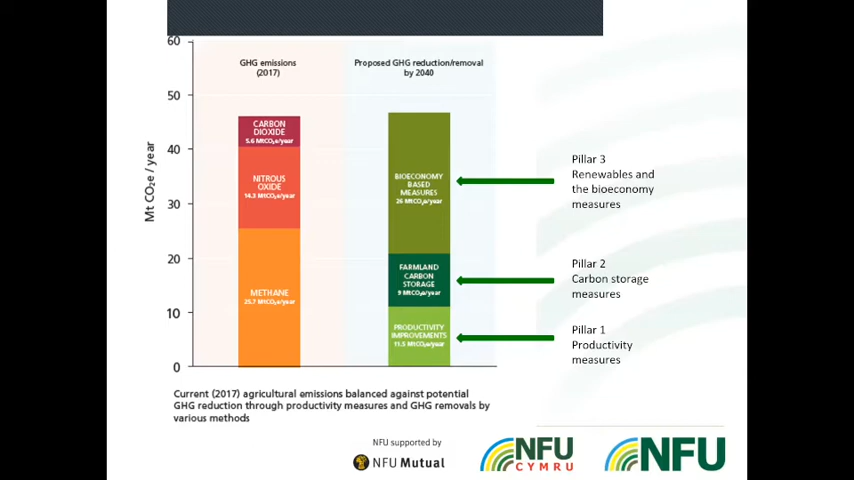 60
50
40
30
20
10
0
Mt CO₂e / year
GHG emissions
(2017)
CARBON
DIOXIDE
5.6 MtCO₂e/year
NITROUS
OXIDE
14.3 MtCO₂e/year
METHANE
25.7 MtCO₂e/year
Proposed GHG reduction/removal
by 2040
BIOECONOMY
BASED
MEASURES
26 MtCO₂e/year
FARMLAND
CARBON
STORAGE
9 MtCO₂e/year
PRODUCTIVITY
IMPROVEMENTS
11.5 MtCO₂e/year
Pillar 3
Renewables and
the bioeconomy
measures
Pillar 2
Carbon storage
measures
Pillar 1
Productivity
measures
Current (2017) agricultural emissions balanced against potential
GHG reduction through productivity measures and GHG removals by
various methods
NFU supported by
NFU Mutual
NFU
CYMRU
NFU